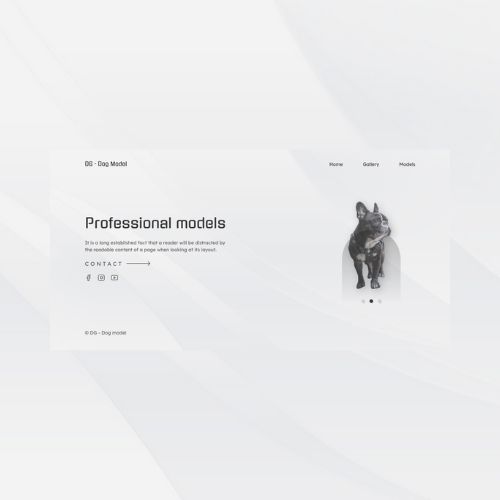 DG - Dog Model
Home Gallery Models
Professional models
It is a long established fact that a reader will be distracted by
the readable content of a page when looking at its layout.
CONTACT
© DG - Dog model